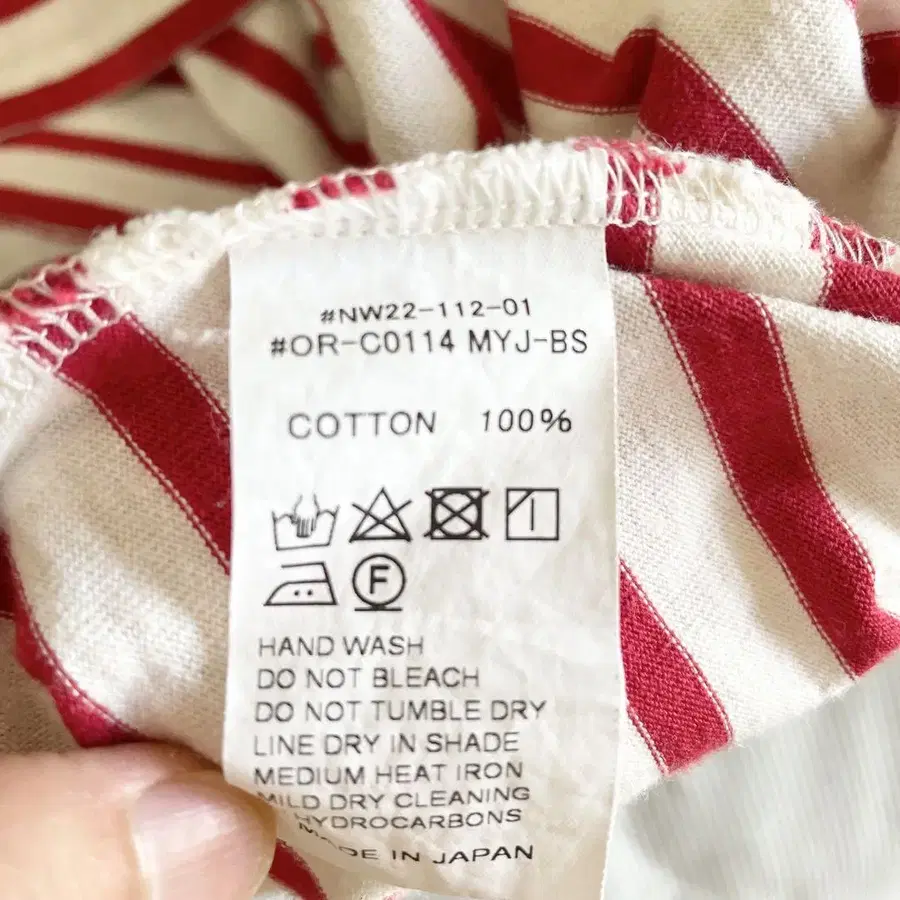 #NW22-112-01
#OR-C0114 MYJ-BS
COTTON 100%
F
HAND WASH
DO NOT BLEACH
DO NOT TUMBLE DRY
LINE DRY IN SHADE
MEDIUM HEAT IRON
MILD DRY CLEANING
HYDROCARBONS
MADE IN JAPAN